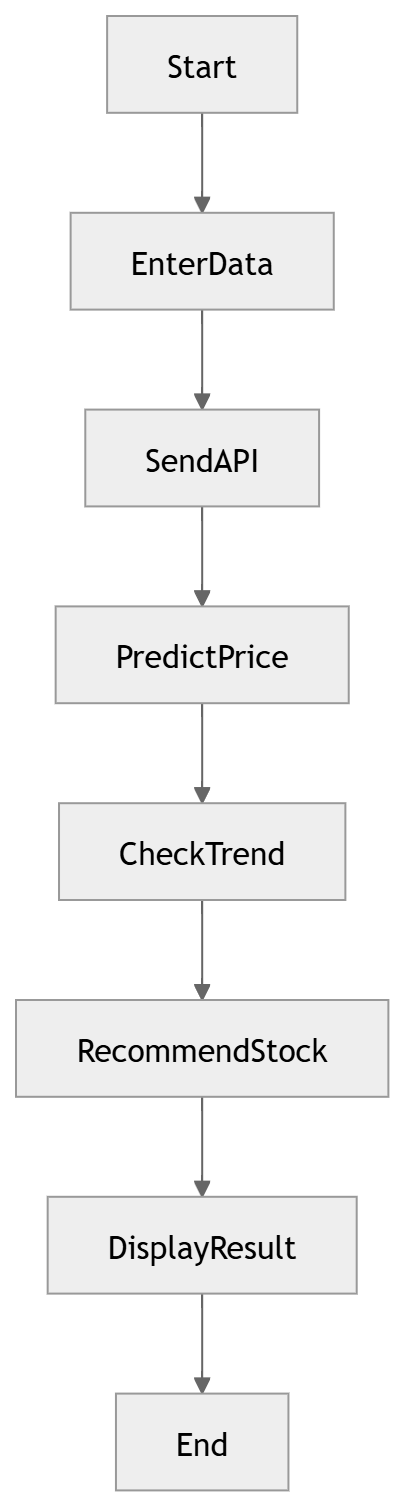 Start
EnterData
SendAPI
PredictPrice
CheckTrend
RecommendStock
DisplayResult
End